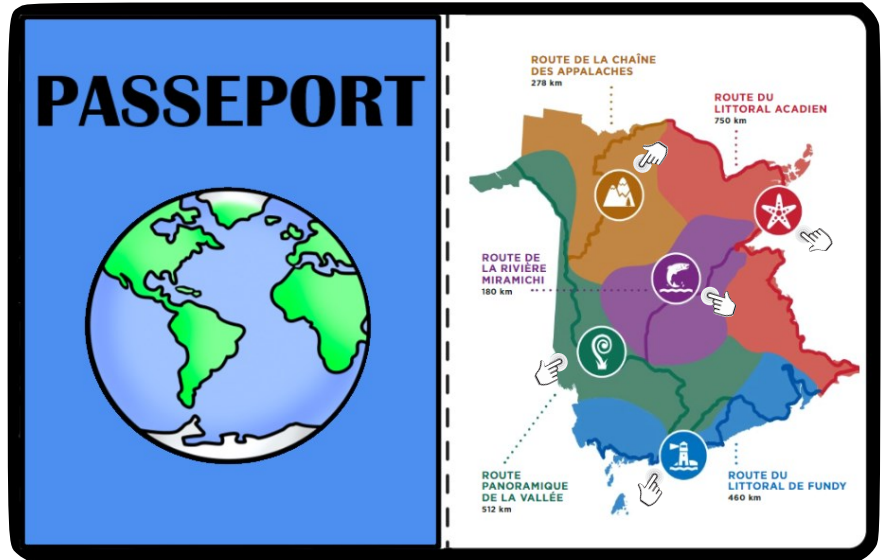 PASSEPORT
ROUTE DE LA CHAÎNE
DES APPALACHES
278 km
ROUTE DU
LITTORAL ACADIEN
750 km
ROUTE DE
LA RIVIÈRE
MIRAMICHI
180 km
ROUTE
PANORAMIQUE
DE LA VALLÉE
512 km
ROUTE DU
LITTORAL DE FUNDY
460 km